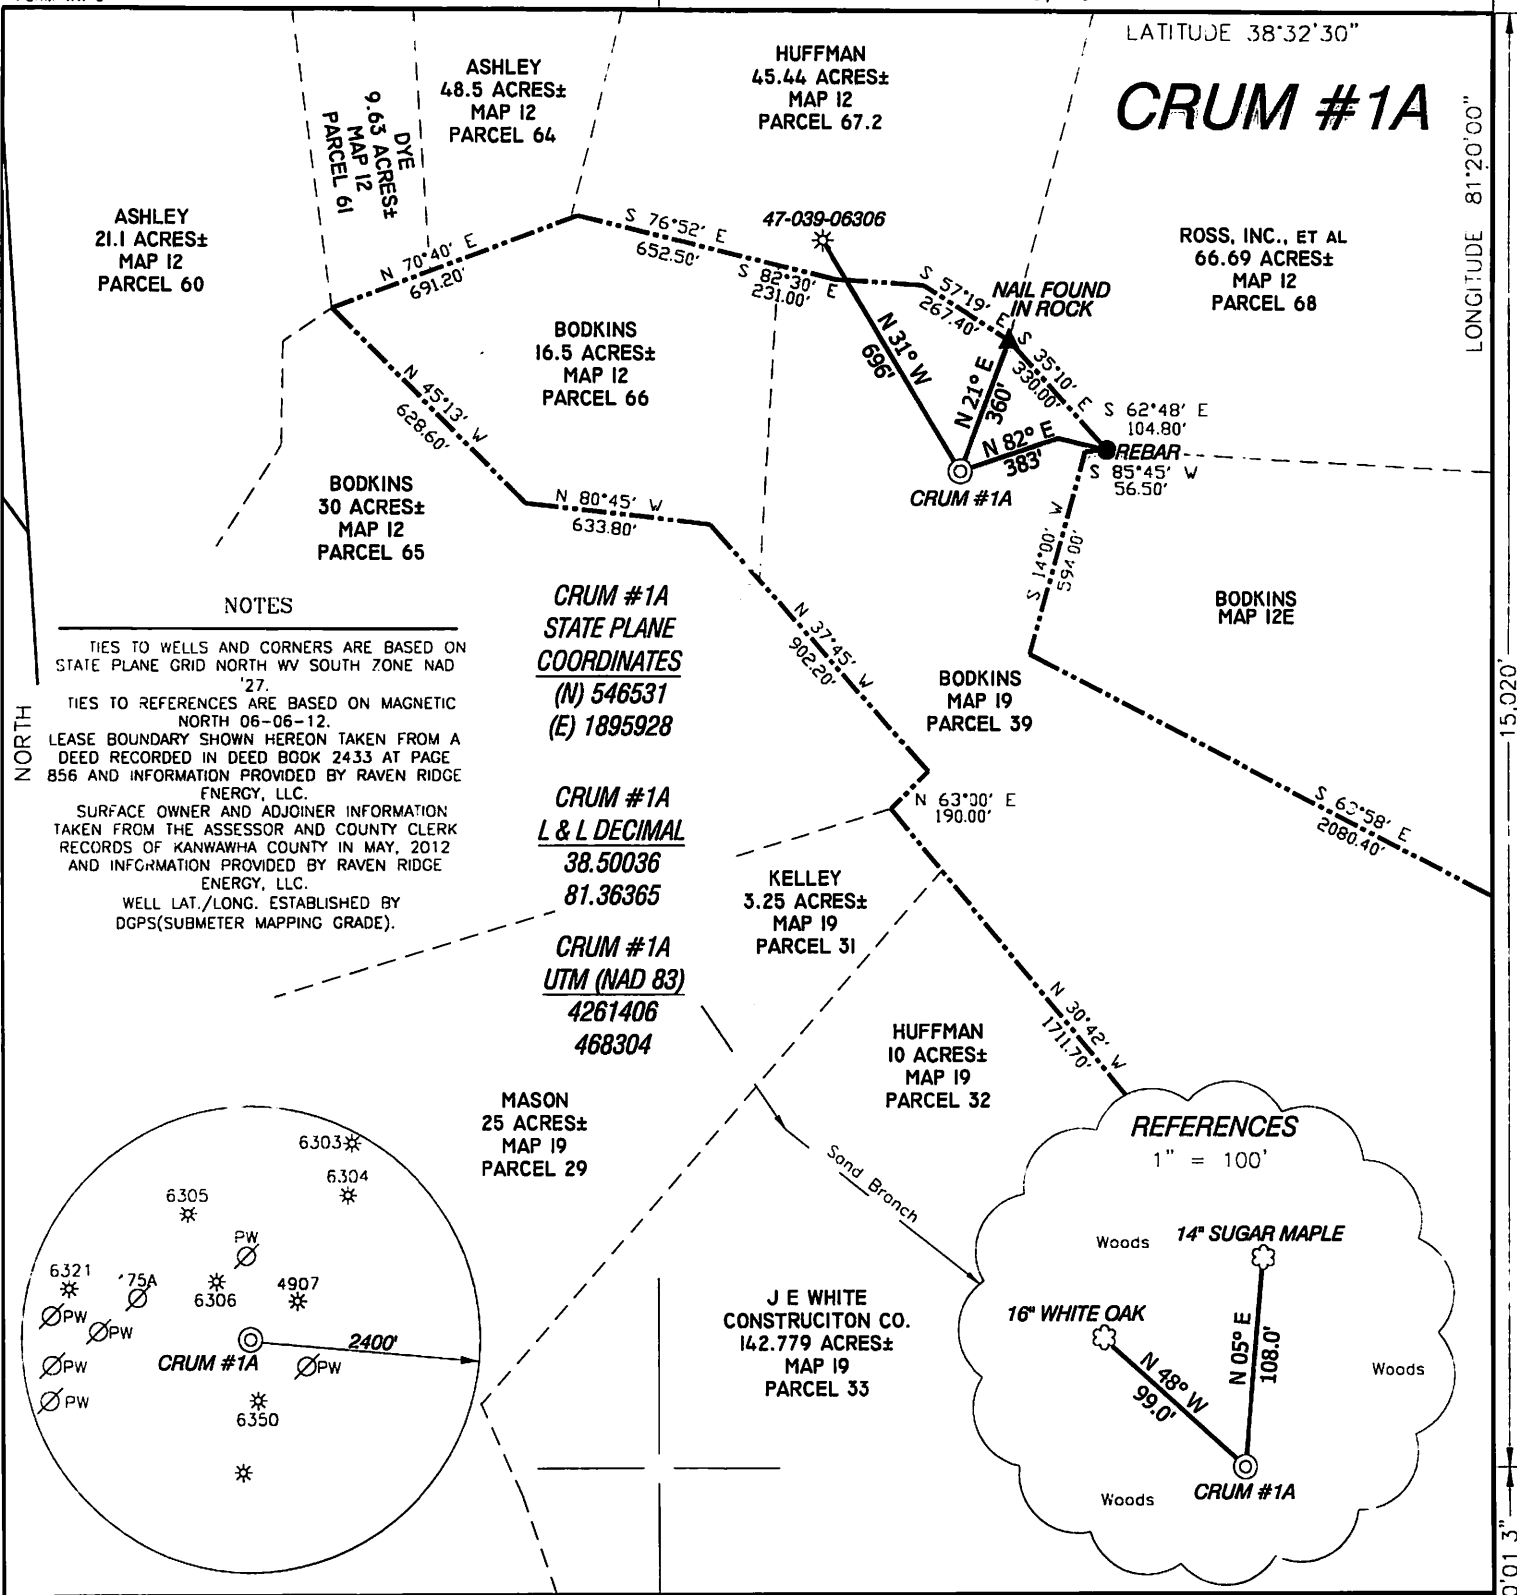 LATITUDE 38°32'30"
CRUM #1A
LONGITUDE 81°20'00"
15,020'
ASHLEY
48.5 ACRES±
MAP 12
PARCEL 64
HUFFMAN
45.44 ACRES±
MAP 12
PARCEL 67.2
DYE
9.63 ACRES±
MAP 12
PARCEL 61
ASHLEY
21.1 ACRES±
MAP 12
PARCEL 60
ROSS, INC., ET AL
66.69 ACRES±
MAP 12
PARCEL 68
N 70°40' E
691.20'
S 76°52' E
652.50'
47-039-06306
S 82°30' E
231.00'
S 57°19' E
267.40'
NAIL FOUND
IN ROCK
S 35°10' E
330.00'
N 31° W
696'
N 21° E
360'
N 82° E
383'
S 62°48' E
104.80'
REBAR
S 85°45' W
56.50'
CRUM #1A
BODKINS
16.5 ACRES±
MAP 12
PARCEL 66
N 45°13' W
628.60'
BODKINS
30 ACRES±
MAP 12
PARCEL 65
N 80°45' W
633.80'
S 14°00' W
594.00'
BODKINS
MAP 12E
N 37°45' W
902.20'
BODKINS
MAP 19
PARCEL 39
2080.40'
N 63°00' E
190.00'
NORTH
NOTES
TIES TO WELLS AND CORNERS ARE BASED ON
STATE PLANE GRID NORTH WV SOUTH ZONE NAD
'27.
TIES TO REFERENCES ARE BASED ON MAGNETIC
NORTH 06-06-12.
LEASE BOUNDARY SHOWN HEREON TAKEN FROM A
DEED RECORDED IN DEED BOOK 2433 AT PAGE
856 AND INFORMATION PROVIDED BY RAVEN RIDGE
ENERGY, LLC.
SURFACE OWNER AND ADJOINER INFORMATION
TAKEN FROM THE ASSESSOR AND COUNTY CLERK
RECORDS OF KANWAWHA COUNTY IN MAY, 2012
AND INFORMATION PROVIDED BY RAVEN RIDGE
ENERGY, LLC.
WELL LAT./LONG. ESTABLISHED BY
DGPS(SUBMETER MAPPING GRADE).
CRUM #1A
STATE PLANE
COORDINATES
(N) 546531
(E) 1895928
CRUM #1A
L & L DECIMAL
38.50036
81.36365
CRUM #1A
UTM (NAD 83)
4261406
468304
KELLEY
3.25 ACRES±
MAP 19
PARCEL 31
N 30°42' W
1711.70'
HUFFMAN
10 ACRES±
MAP 19
PARCEL 32
MASON
25 ACRES±
MAP 19
PARCEL 29
Sand Branch
J E WHITE
CONSTRUCITON CO.
142.779 ACRES±
MAP 19
PARCEL 33
6303
6304
6305
PW
6321
'75A
6306
4907
PW
PW
2400'
CRUM #1A
PW
PW
PW
6350
REFERENCES
1" = 100'
Woods
14" SUGAR MAPLE
16" WHITE OAK
N 05° E
108.0'
N 48° W
99.0'
Woods
Woods
CRUM #1A